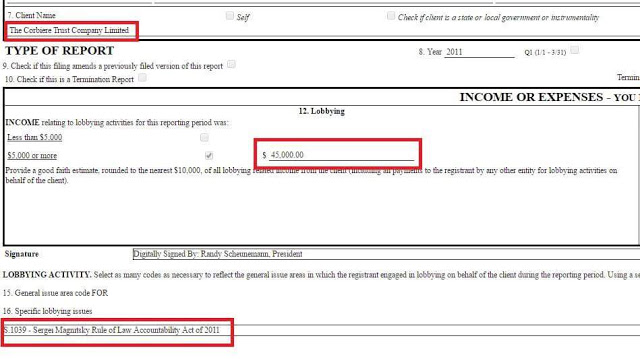 7. Client Name
Self
Check if client is a state or local government or instrumentality
The Corbiere Trust Company Limited
TYPE OF REPORT
8. Year 2011
Q1 (1/1 - 3/31)
9. Check if this filing amends a previously filed version of this report
10. Check if this is a Termination Report
Termin
INCOME OR EXPENSES - YOU
12. Lobbying
INCOME relating to lobbying activities for this reporting period was:
Less than $5,000
$5,000 or more
$ 45,000.00
Provide a good faith estimate, rounded to the nearest $10,000, of all lobbying related income from the client (including all payments to the registrant by any other entity for lobbying activities on
behalf of the client).
Signature
Digitally Signed By: Randy Scheunemann, President
LOBBYING ACTIVITY. Select as many codes as necessary to reflect the general issue areas in which the registrant engaged in lobbying on behalf of the client during the reporting period. Using a se
15. General issue area code FOR
16. Specific lobbying issues
S.1039 - Sergei Magnitsky Rule of Law Accountability Act of 2011